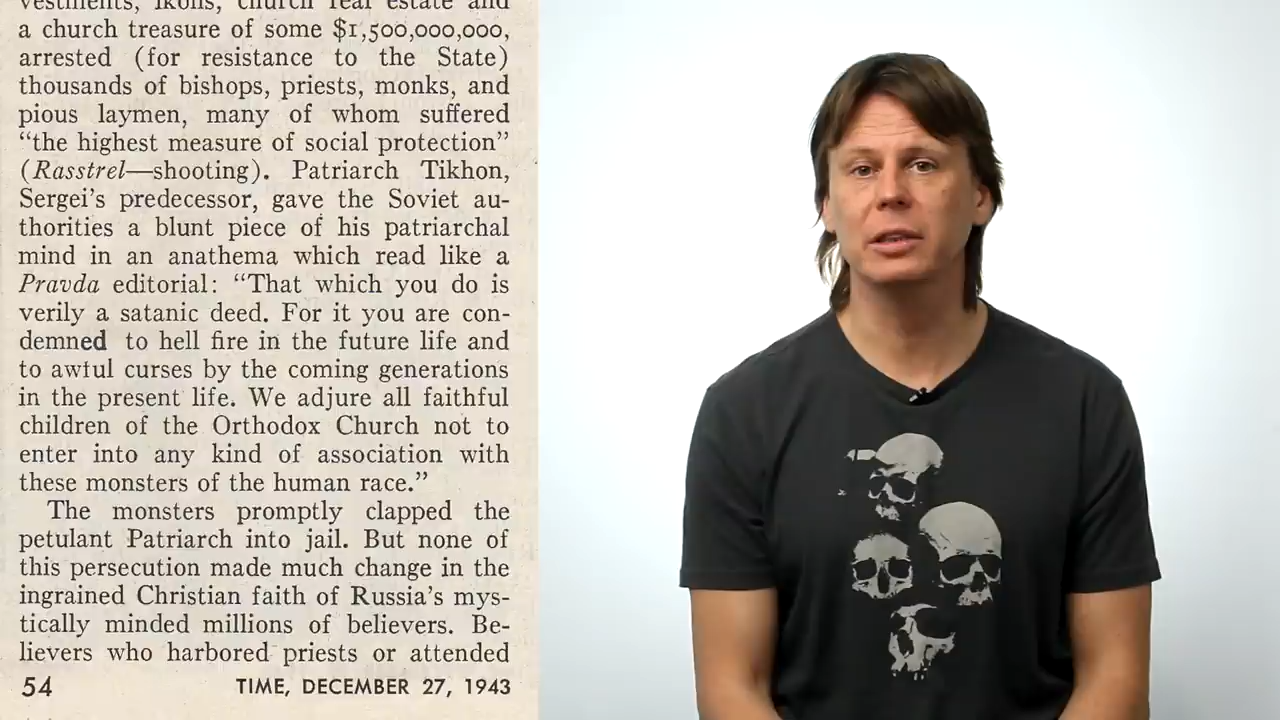 vestments, ikons, church real estate and
a church treasure of some $1,500,000,000,
arrested (for resistance to the State)
thousands of bishops, priests, monks, and
pious laymen, many of whom suffered
“the highest measure of social protection”
(Rasstrel—shooting). Patriarch Tikhon,
Sergei’s predecessor, gave the Soviet au-
thorities a blunt piece of his patriarchal
mind in an anathema which read like a
Pravda editorial: “That which you do is
verily a satanic deed. For it you are con-
demned to hell fire in the future life and
to awful curses by the coming generations
in the present life. We adjure all faithful
children of the Orthodox Church not to
enter into any kind of association with
these monsters of the human race.”
The monsters promptly clapped the
petulant Patriarch into jail. But none of
this persecution made much change in the
ingrained Christian faith of Russia’s mys-
tically minded millions of believers. Be-
lievers who harbored priests or attended
54 TIME, DECEMBER 27, 1943